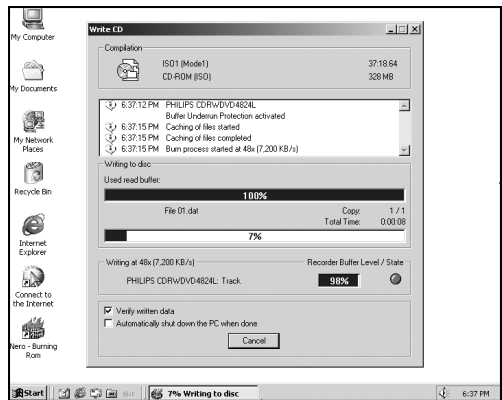 My Computer
My Documents
My Network
Places
Recycle Bin
Internet
Explorer
Connect to
the Internet
Nero - Burning
Rom
Write CD
Compilation
ISO1 (Mode1)
37:18.64
CD-ROM (ISO)
328 MB
6:37:12 PM PHILIPS CDRWDVD4824L
Buffer Underrun Protection activated
6:37:15 PM Caching of files started
6:37:15 PM Caching of files completed
6:37:15 PM Burn process started at 48x (7,200 KB/s)
Writing to disc
Used read buffer:
100%
File 01.dat
Copy: 1 / 1
Total Time: 0:00:08
7%
Writing at 48x (7,200 KB/s)
Recorder Buffer Level / State
PHILIPS CDRWDVD4824L: Track
98%
Verify written data
Automatically shut down the PC when done
Cancel
Start
7% Writing to disc
6:37 PM